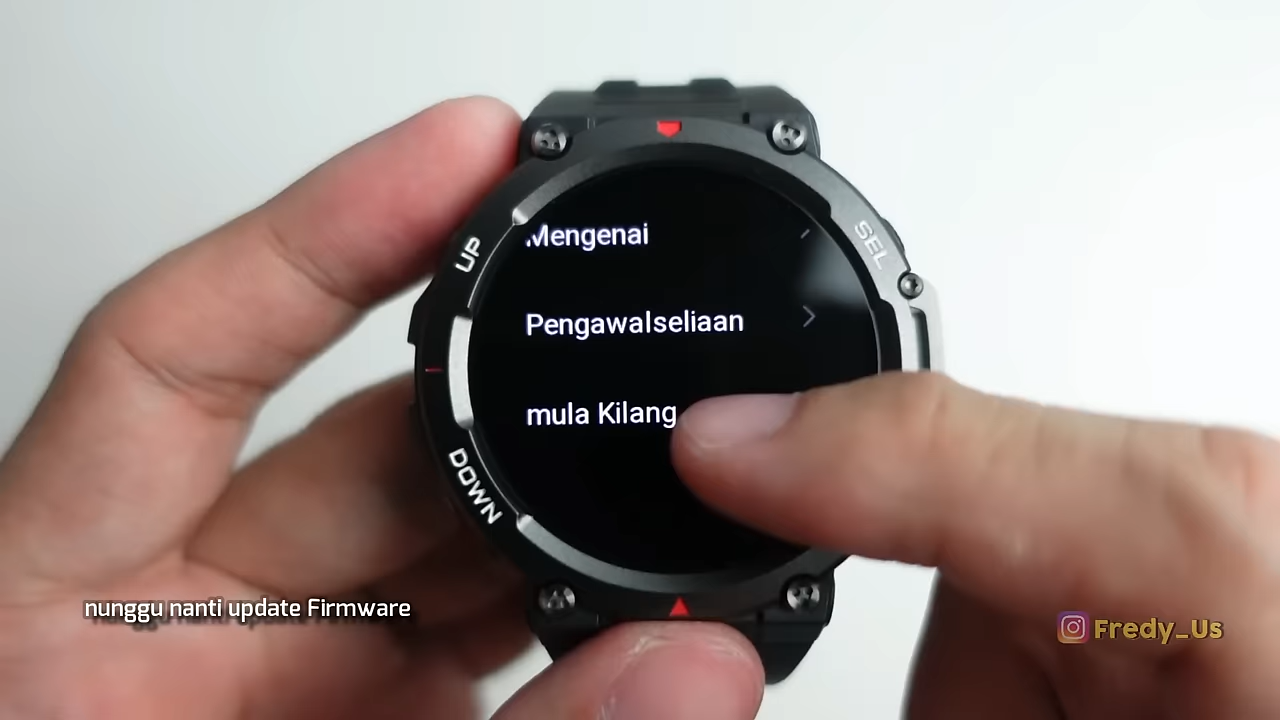 UP
SEL
Mengenai
Pengawalseliaan
mula Kilang
DOWN
nunggu nanti update Firmware
Fredy_Us